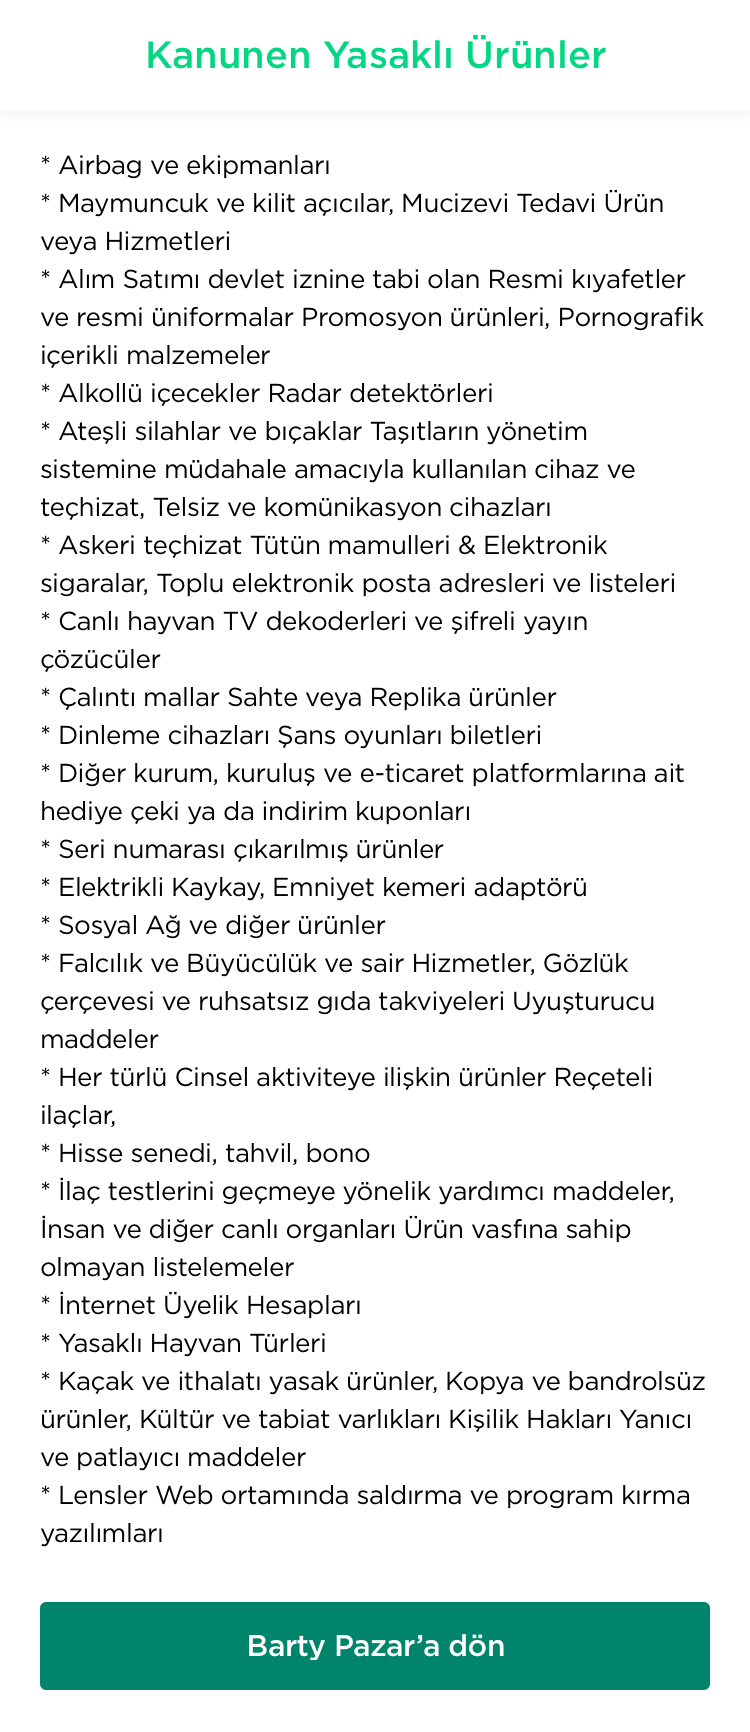 Kanunen Yasaklı Ürünler
* Airbag ve ekipmanları
* Maymuncuk ve kilit açıcılar, Mucizevi Tedavi Ürün
veya Hizmetleri
* Alım Satımı devlet iznine tabi olan Resmi kıyafetler
ve resmi üniformalar Promosyon ürünleri, Pornografik
içerikli malzemeler
* Alkollü içecekler Radar detektörleri
* Ateşli silahlar ve bıçaklar Taşıtların yönetim
sistemine müdahale amacıyla kullanılan cihaz ve
teçhizat, Telsiz ve komünikasyon cihazları
* Askeri teçhizat Tütün mamulleri & Elektronik
sigaralar, Toplu elektronik posta adresleri ve listeleri
* Canlı hayvan TV dekoderleri ve şifreli yayın
çözücüler
* Çalıntı mallar Sahte veya Replika ürünler
* Dinleme cihazları Şans oyunları biletleri
* Diğer kurum, kuruluş ve e-ticaret platformlarına ait
hediye çeki ya da indirim kuponları
* Seri numarası çıkarılmış ürünler
* Elektrikli Kaykay, Emniyet kemeri adaptörü
* Sosyal Ağ ve diğer ürünler
* Falcılık ve Büyücülük ve sair Hizmetler, Gözlük
çerçevesi ve ruhsatsız gıda takviyeleri Uyuşturucu
maddeler
* Her türlü Cinsel aktiviteye ilişkin ürünler Reçeteli
ilaçlar,
* Hisse senedi, tahvil, bono
* İlaç testlerini geçmeye yönelik yardımcı maddeler,
İnsan ve diğer canlı organları Ürün vasfına sahip
olmayan listelemeler
* İnternet Üyelik Hesapları
* Yasaklı Hayvan Türleri
* Kaçak ve ithalatı yasak ürünler, Kopya ve bandrolsüz
ürünler, Kültür ve tabiat varlıkları Kişilik Hakları Yanıcı
ve patlayıcı maddeler
* Lensler Web ortamında saldırma ve program kırma
yazılımları
Barty Pazar’a dön